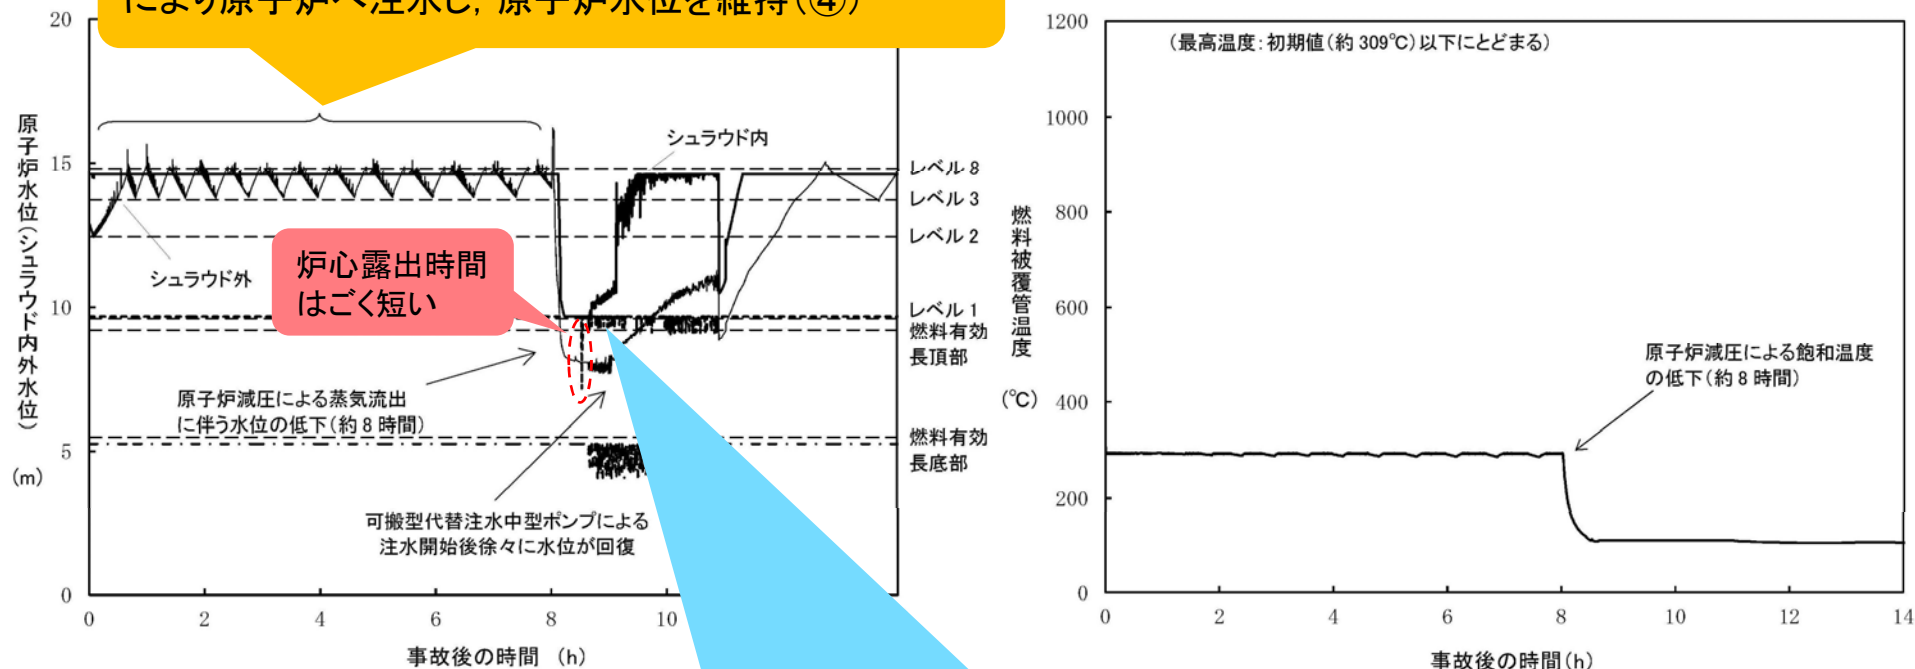 により原子炉へ注水し，原子炉水位を維持（④）
原子炉水位（シュラウド内外水位）
(m)
20
15
10
5
0
シュラウド内
シュラウド外
炉心露出時間
はごく短い
原子炉減圧による蒸気流出
に伴う水位の低下(約 8 時間)
可搬型代替注水中型ポンプによる
注水開始後徐々に水位が回復
レベル 8
レベル 3
レベル 2
レベル 1
燃料有効
長頂部
燃料有効
長底部
0 2 4 6 8 10
事故後の時間 (h)
燃料被覆管温度
(℃)
1200
1000
800
600
400
200
0
(最高温度：初期値(約 309℃)以下にとどまる)
原子炉減圧による飽和温度
の低下(約 8 時間)
0 2 4 6 8 10 12 14
事故後の時間(h)